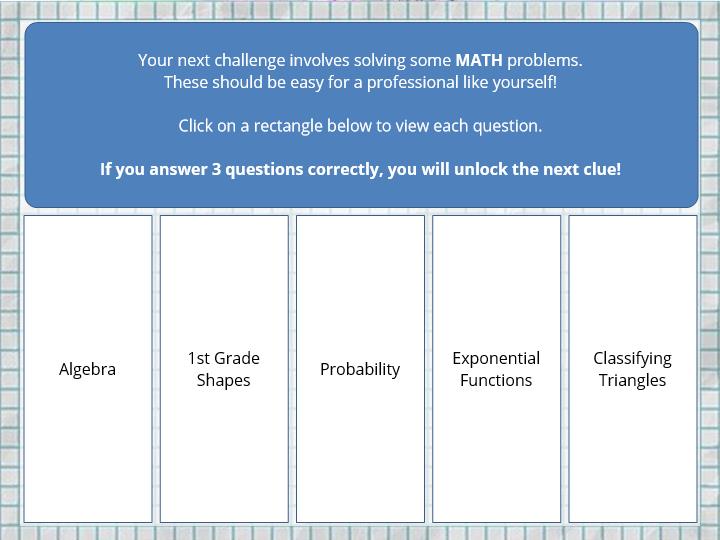 Your next challenge involves solving some MATH problems.
These should be easy for a professional like yourself!
Click on a rectangle below to view each question.
If you answer 3 questions correctly, you will unlock the next clue!
Algebra
1st Grade
Shapes
Probability
Exponential
Functions
Classifying
Triangles